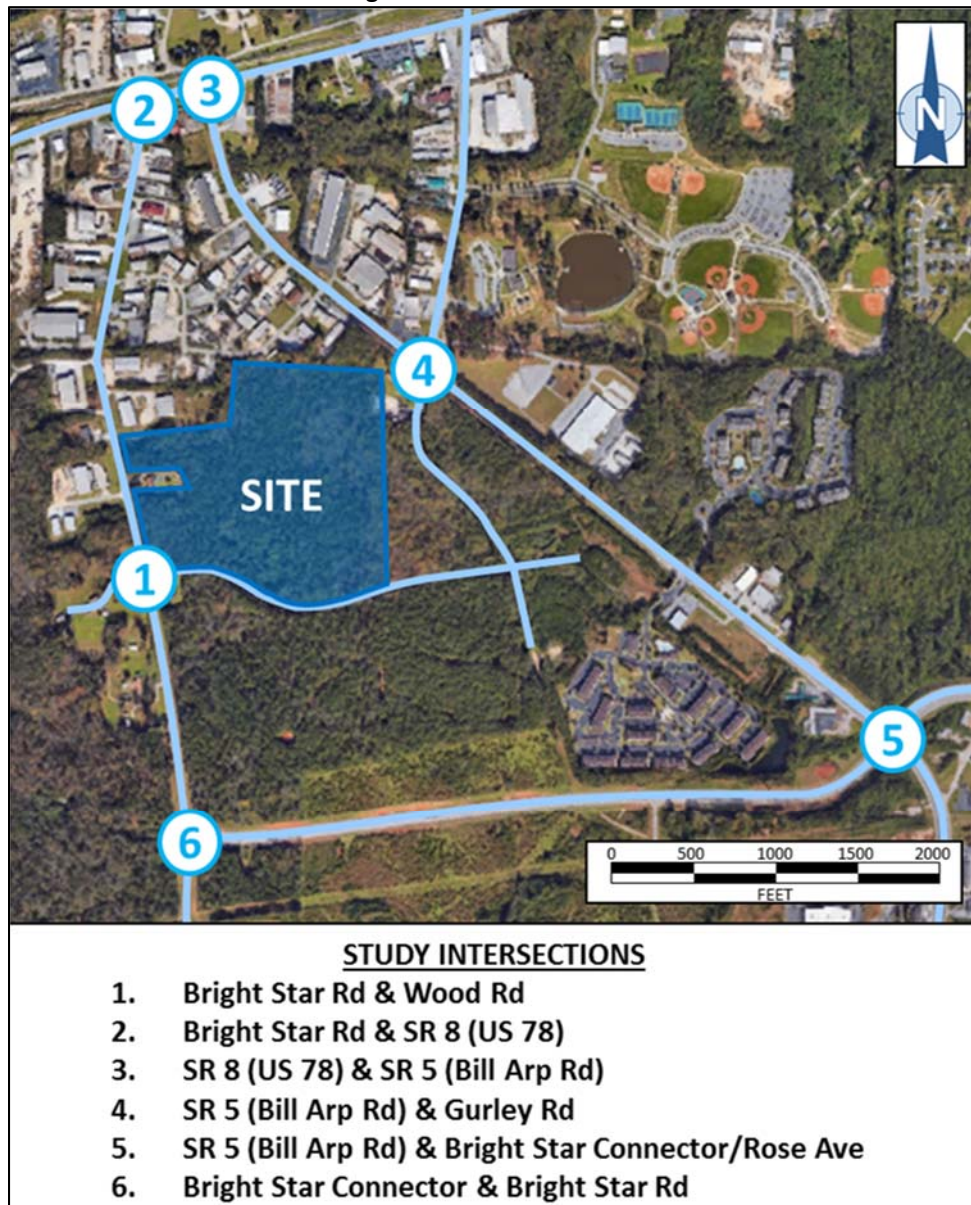 N
2
3
4
SITE
1
5
6
0 500 1000 1500 2000
FEET
STUDY INTERSECTIONS
1. Bright Star Rd & Wood Rd
2. Bright Star Rd & SR 8 (US 78)
3. SR 8 (US 78) & SR 5 (Bill Arp Rd)
4. SR 5 (Bill Arp Rd) & Gurley Rd
5. SR 5 (Bill Arp Rd) & Bright Star Connector/Rose Ave
6. Bright Star Connector & Bright Star Rd